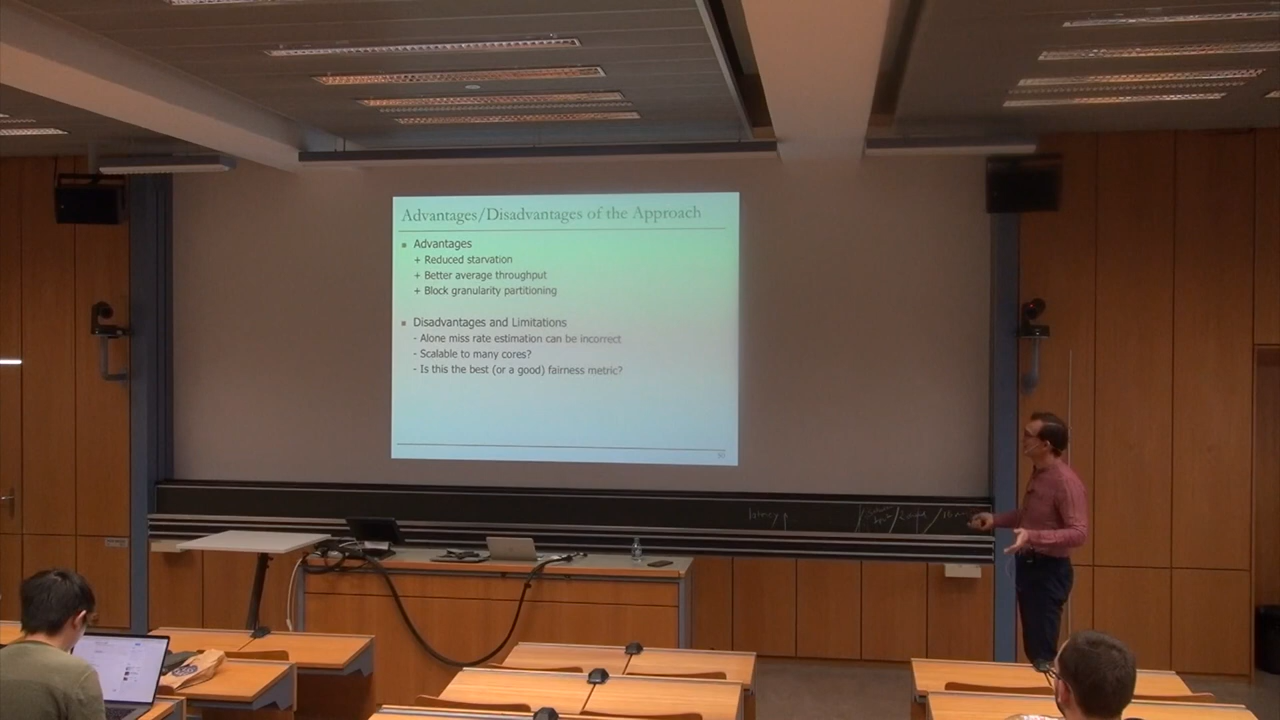 Advantages/Disadvantages of the Approach
▪ Advantages
+ Reduced starvation
+ Better average throughput
+ Block granularity partitioning
▪ Disadvantages and Limitations
- Alone miss rate estimation can be incorrect
- Scalable to many cores?
- Is this the best (or a good) fairness metric?